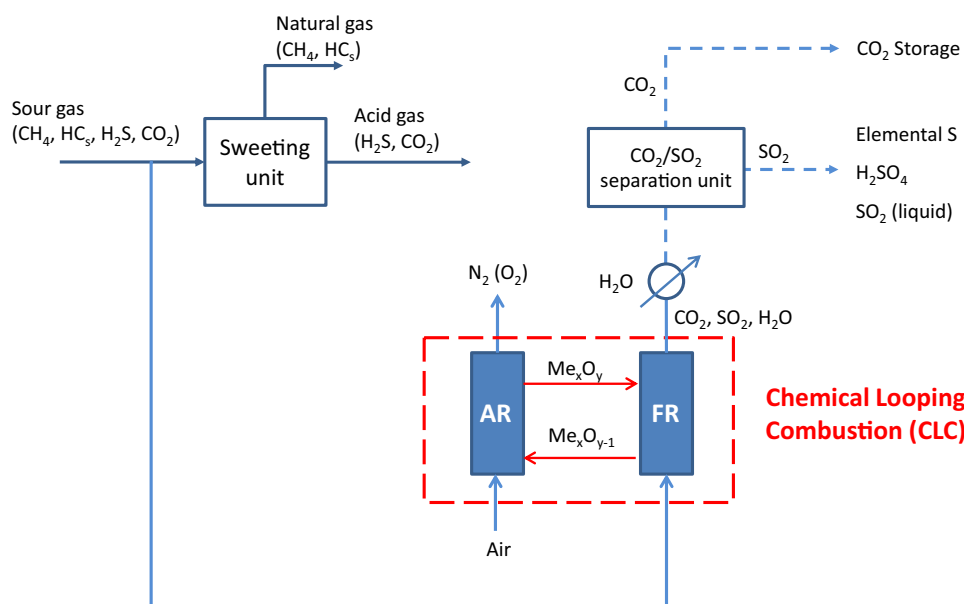 Natural gas
(CH₄, HCₛ)
Sour gas
(CH₄, HCₛ, H₂S, CO₂)
Sweeting
unit
Acid gas
(H₂S, CO₂)
CO₂ Storage
CO₂
CO₂/SO₂
separation unit
SO₂
Elemental S
H₂SO₄
SO₂ (liquid)
N₂ (O₂)
H₂O
CO₂, SO₂, H₂O
MeₓOᵧ
AR
FR
MeₓOᵧ₋₁
Chemical Looping
Combustion (CLC)
Air